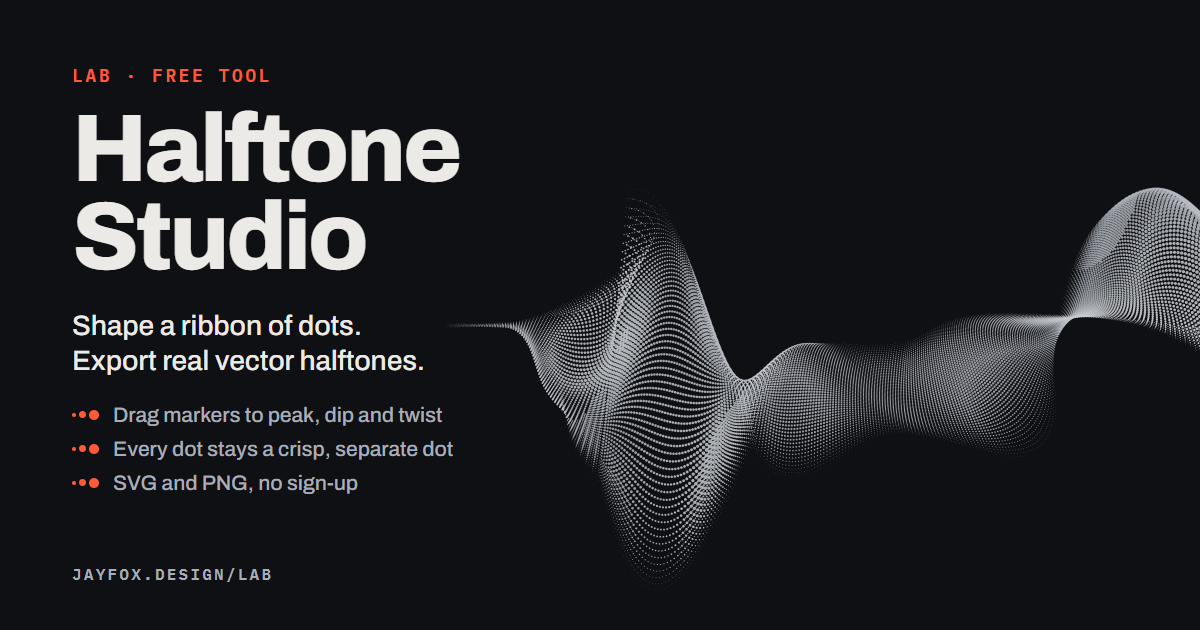 LAB · FREE TOOL
Halftone
Studio
Shape a ribbon of dots.
Export real vector halftones.
Drag markers to peak, dip and twist
Every dot stays a crisp, separate dot
SVG and PNG, no sign-up
JAYFOX.DESIGN/LAB